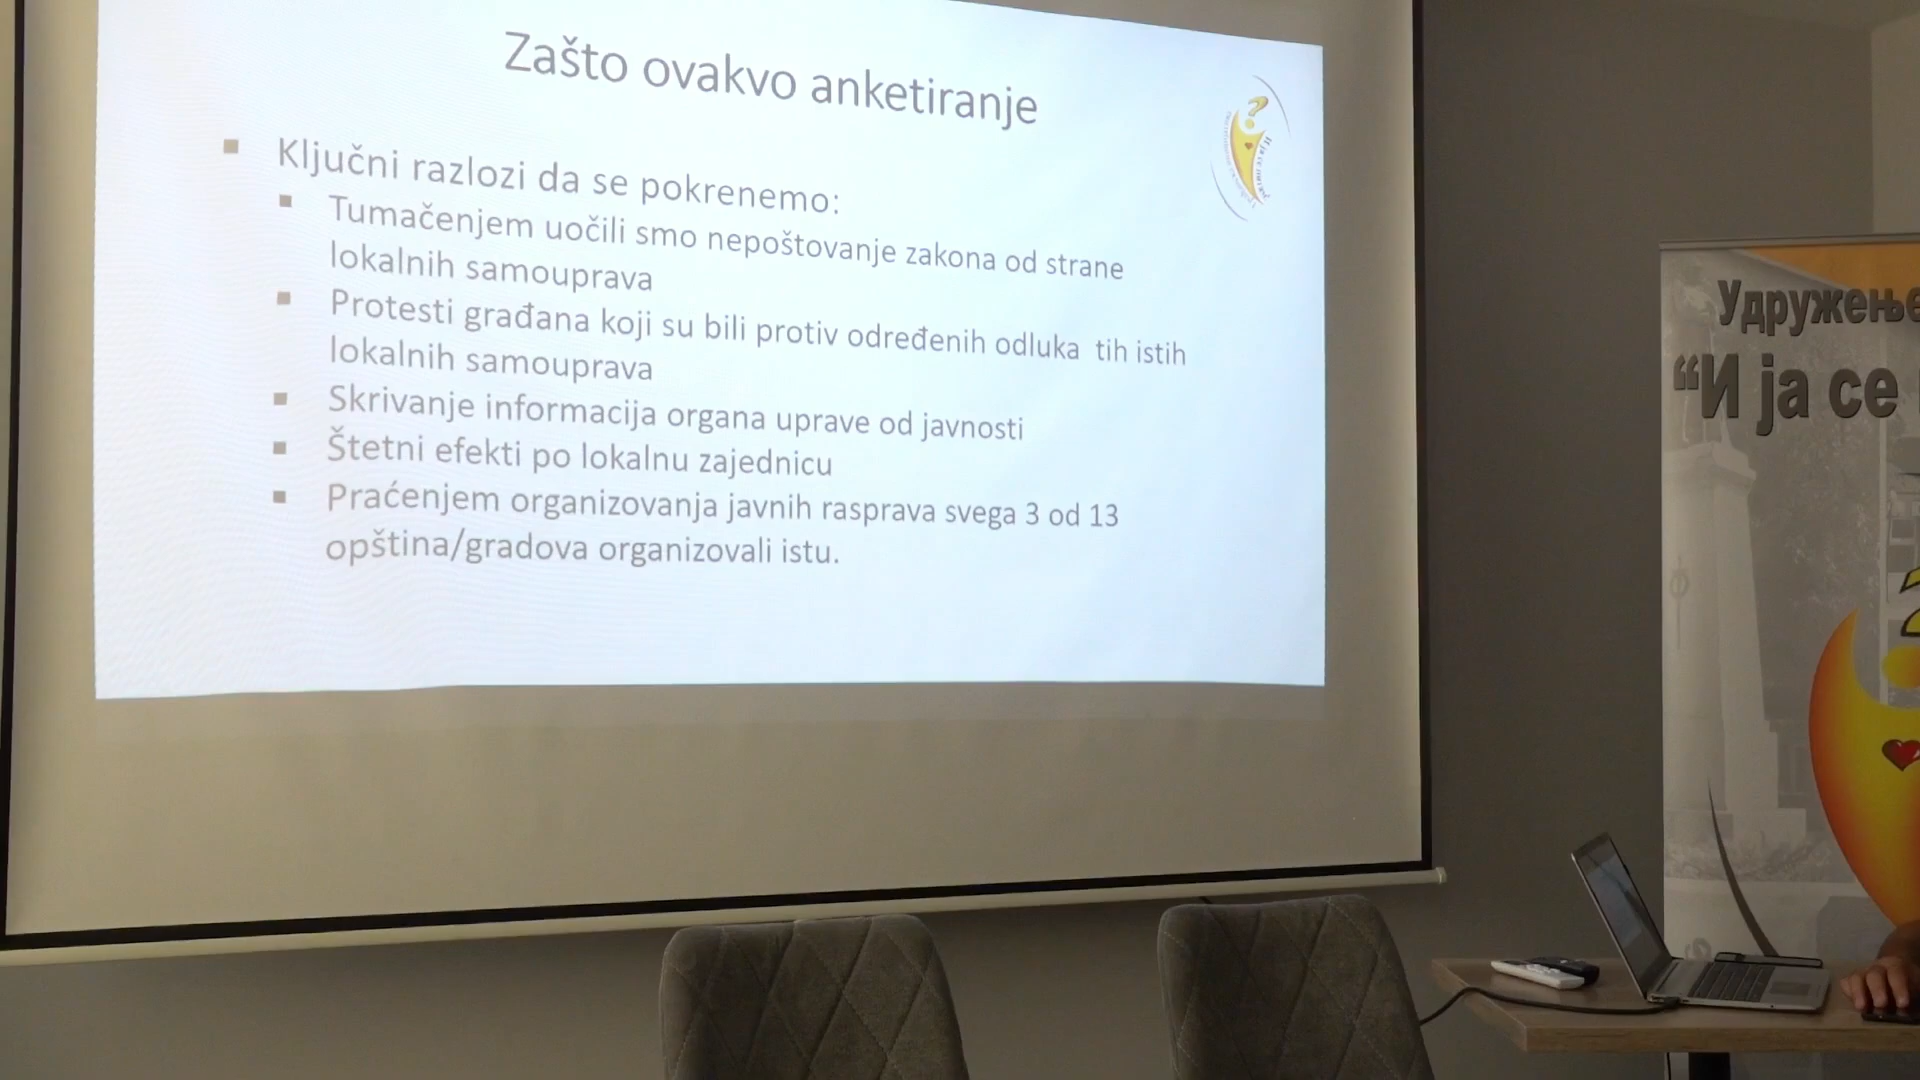 Zašto ovakvo anketiranje
Ključni razlozi da se pokrenemo:
Tumačenjem uočili smo nepoštovanje zakona od strane
lokalnih samouprava
Protesti građana koji su bili protiv određenih odluka tih istih
lokalnih samouprava
Skrivanje informacija organa uprave od javnosti
Štetni efekti po lokalnu zajednicu
Praćenjem organizovanja javnih rasprava svega 3 od 13
opština/gradova organizovali istu.
Удружење
“И ја се